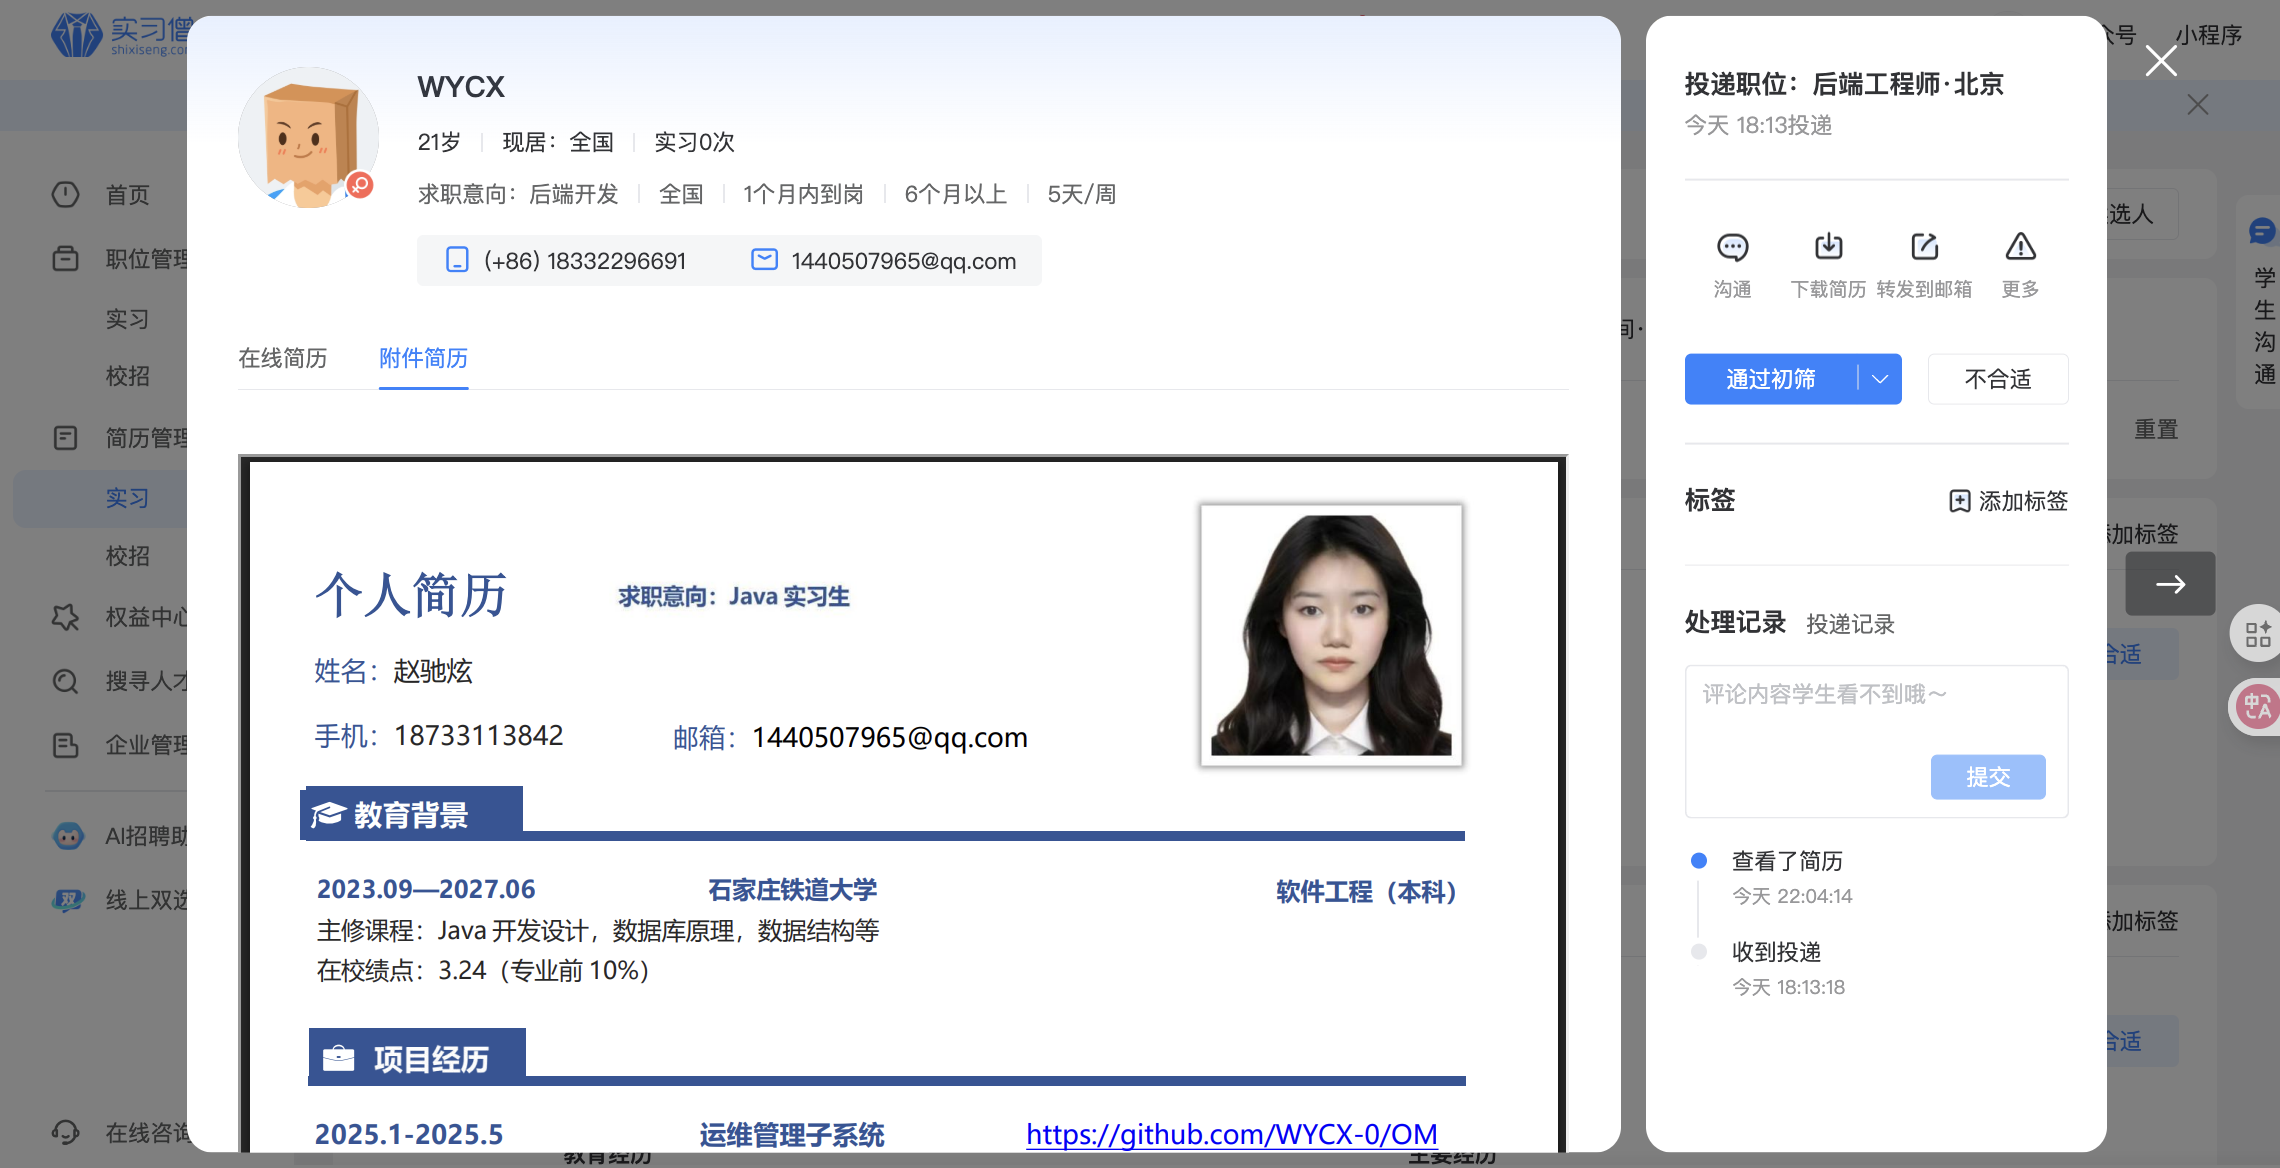 实习僧
shixiseng.com
小程序
首页
职位管理
实习
校招
简历管理
实习
校招
权益中心
搜寻人才
企业管理
AI招聘助
线上双选
在线咨询
WYCX
21岁 现居：全国 实习0次
求职意向：后端开发 全国 1个月内到岗 6个月以上 5天/周
(+86) 18332296691 1440507965@qq.com
在线简历 附件简历
个人简历 求职意向：Java 实习生
姓名：赵驰炫
手机：18733113842 邮箱：1440507965@qq.com
教育背景
2023.09—2027.06 石家庄铁道大学 软件工程（本科）
主修课程：Java 开发设计，数据库原理，数据结构等
在校绩点：3.24（专业前 10%）
项目经历
2025.1-2025.5 运维管理子系统 https://github.com/WYCX-0/OM
教育经历 主要经历
投递职位：后端工程师·北京
今天 18:13投递
沟通 下载简历 转发到邮箱 更多
通过初筛 不合适
标签 添加标签
处理记录 投递记录
评论内容学生看不到哦～
提交
查看了简历
今天 22:04:14
收到投递
今天 18:13:18
众号
选人
间·
重置
添加标签
合适
添加标签
合适
学生沟通
中A